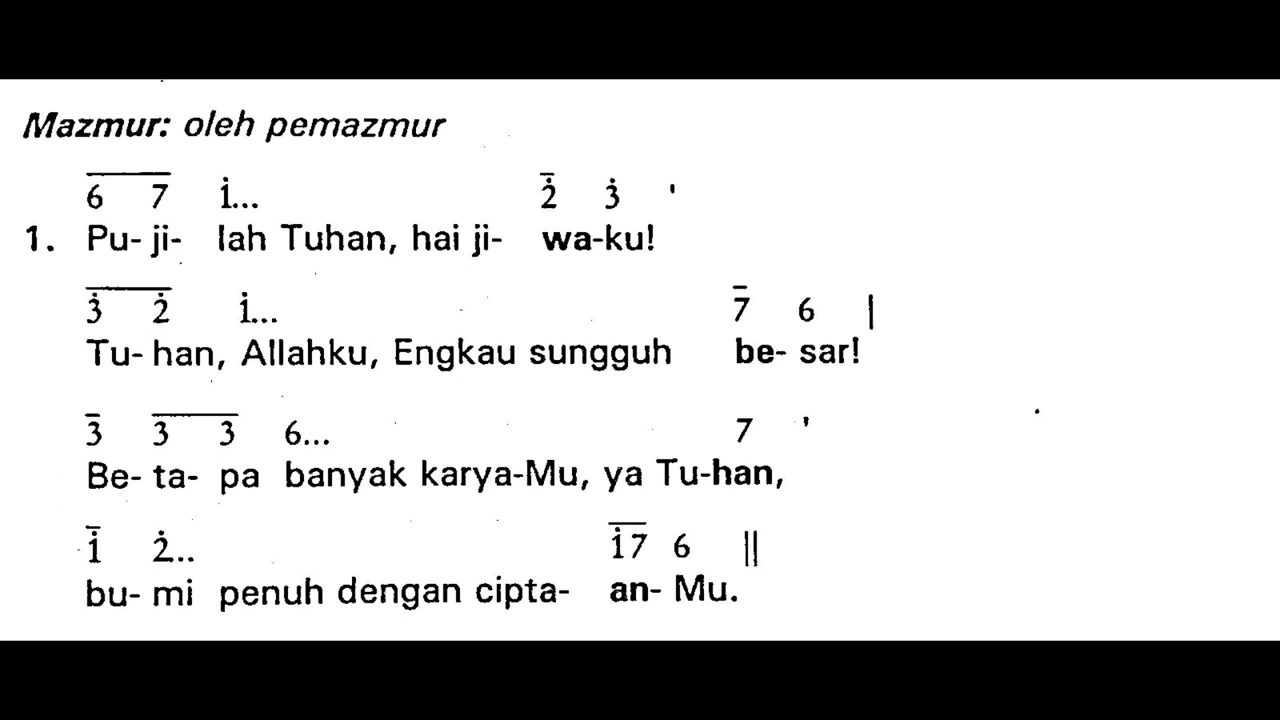 Mazmur: oleh pemazmur
6 7 i... 2̇ 3̇ '
1. Pu- ji- lah Tuhan, hai ji- wa-ku!
3̇ 2̇ i... 7 6 |
Tu- han, Allahku, Engkau sungguh be- sar!
3 3 3 6... 7 '
Be- ta- pa banyak karya-Mu, ya Tu-han,
i 2̇... i7 6 ||
bu- mi penuh dengan cipta- an- Mu.